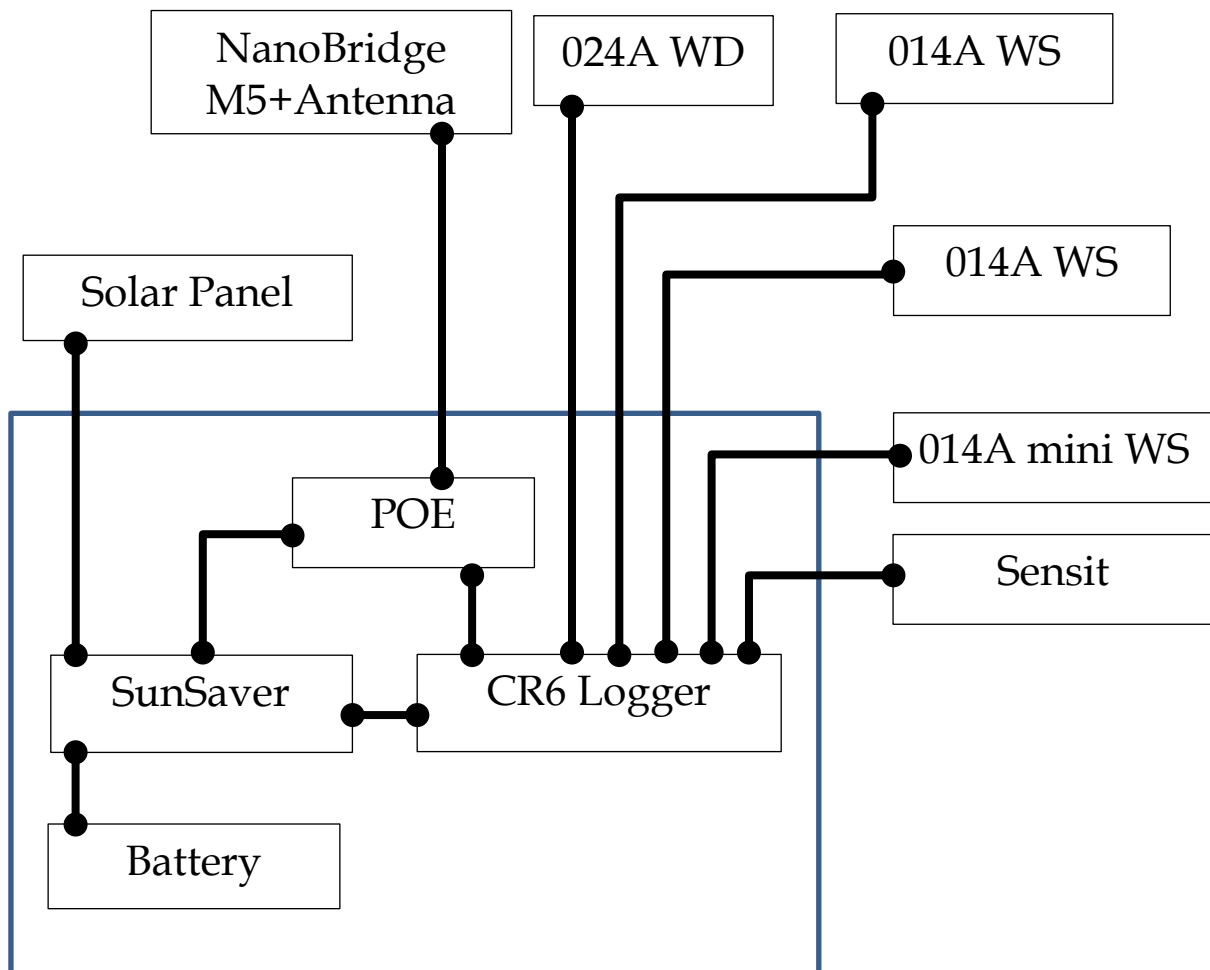 NanoBridge
M5+Antenna
024A WD
014A WS
014A WS
Solar Panel
014A mini WS
POE
Sensit
SunSaver
CR6 Logger
Battery